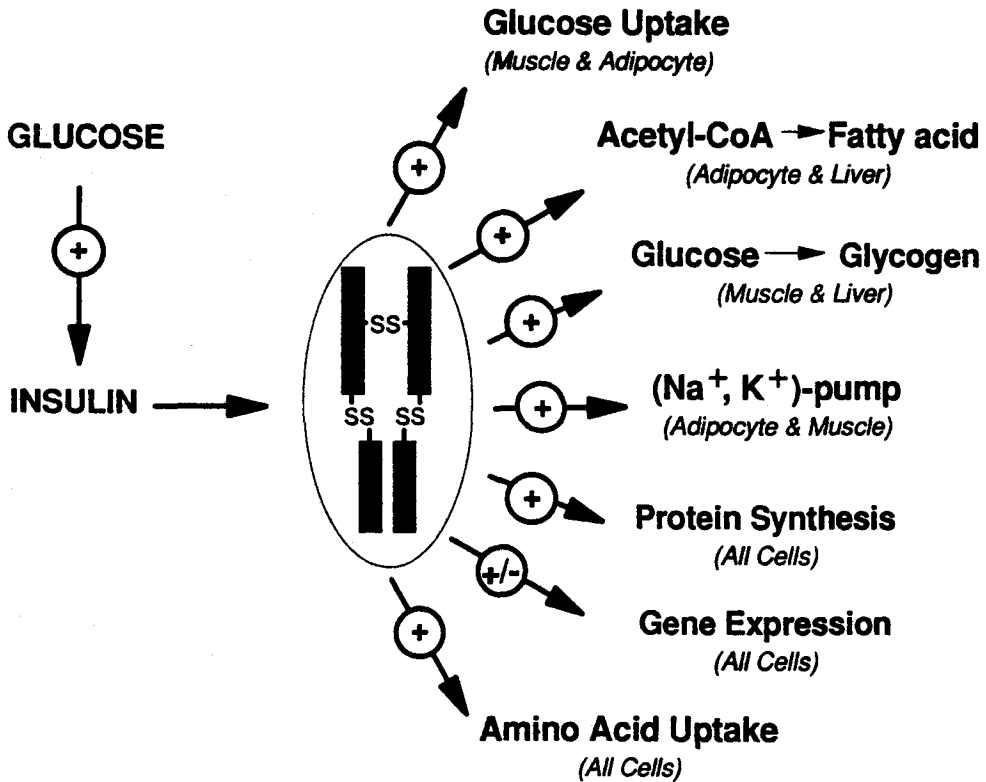 Glucose Uptake
(Muscle & Adipocyte)
GLUCOSE
+
+
Acetyl-CoA → Fatty acid
(Adipocyte & Liver)
+
Glucose → Glycogen
(Muscle & Liver)
+
SS
INSULIN
SS SS
+
(Na+, K+)-pump
(Adipocyte & Muscle)
+
Protein Synthesis
(All Cells)
+/-
Gene Expression
(All Cells)
+
Amino Acid Uptake
(All Cells)